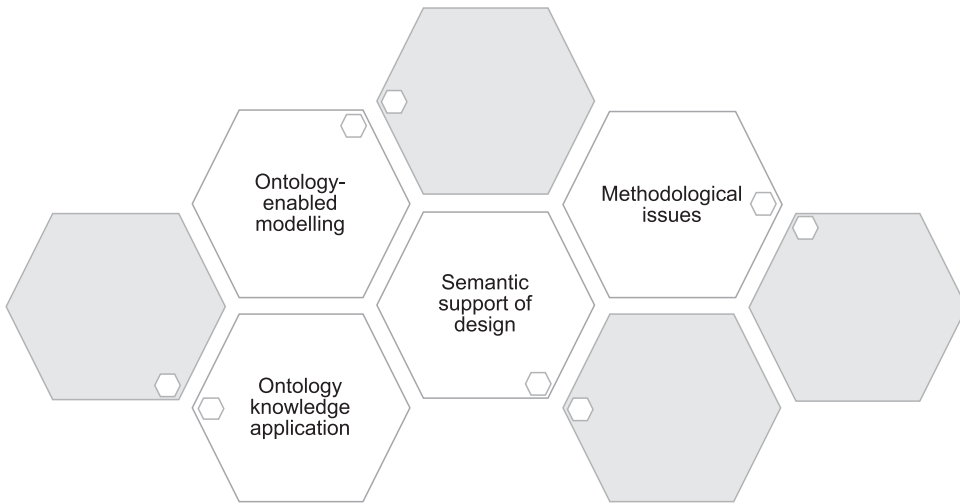 Ontology-
enabled
modelling
Methodological
issues
Semantic
support of
design
Ontology
knowledge
application